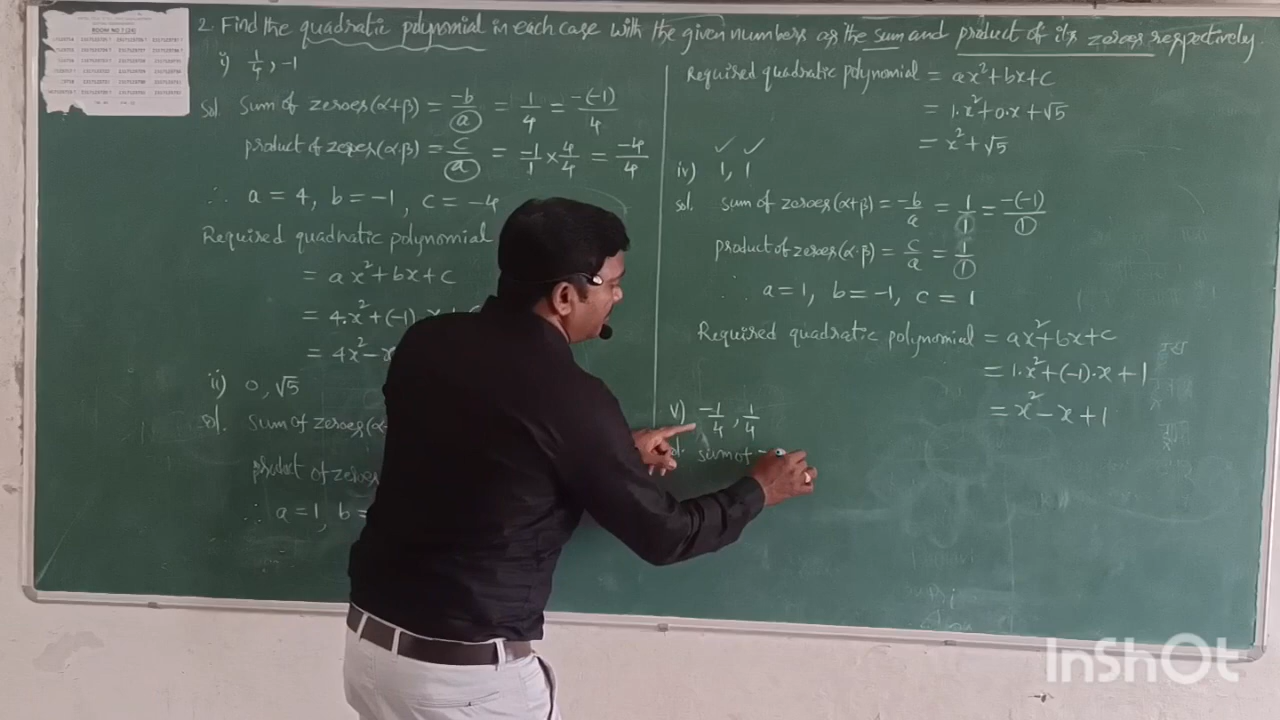 2. Find the quadratic polynomial in each case with the given numbers as the sum and product of its zeroes respectively.
i) 1/4, -1
Sol. Sum of zeroes (α+β) = -b/a = 1/4 = -(-1)/4
product of zeroes (α.β) = c/a = -1/1 × 4/4 = -4/4
∴ a = 4, b = -1, c = -4
Required quadratic polynomial
= ax²+bx+c
= 4.x²+(-1)
= 4x²-x
ii) 0, √5
sol. Sum of zeroes (α
product of zeroes
∴ a = 1, b =
Required quadratic polynomial = ax²+bx+c
= 1.x²+0.x+√5
= x²+√5
iv) 1, 1
sol. sum of zeroes (α+β) = -b/a = 1/1 = -(-1)/1
product of zeroes (α.β) = c/a = 1/1
∴ a = 1, b = -1, c = 1
Required quadratic polynomial = ax²+bx+c
= 1.x²+(-1).x+1
= x²-x+1
v) -1/4, 1/4
sum of
ROOM NO 7 (24)
InShOt